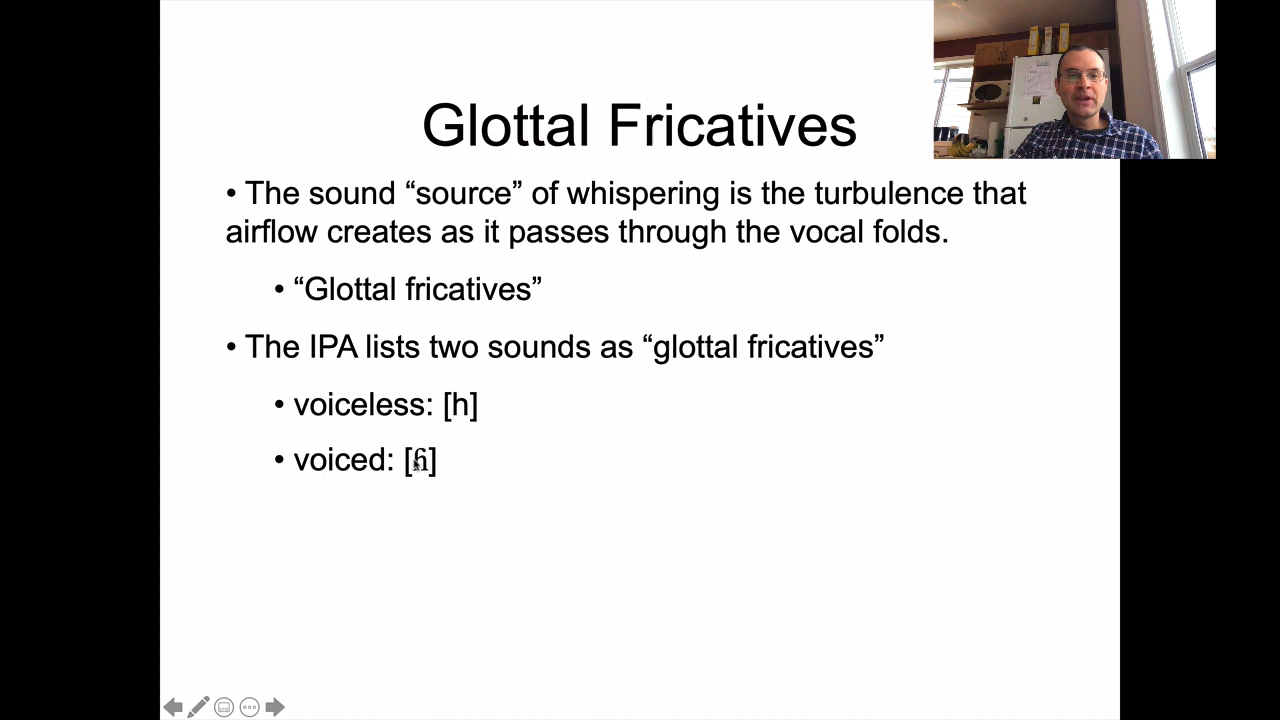 Glottal Fricatives
• The sound “source” of whispering is the turbulence that
airflow creates as it passes through the vocal folds.
• “Glottal fricatives”
• The IPA lists two sounds as “glottal fricatives”
• voiceless: [h]
• voiced: [ɦ]